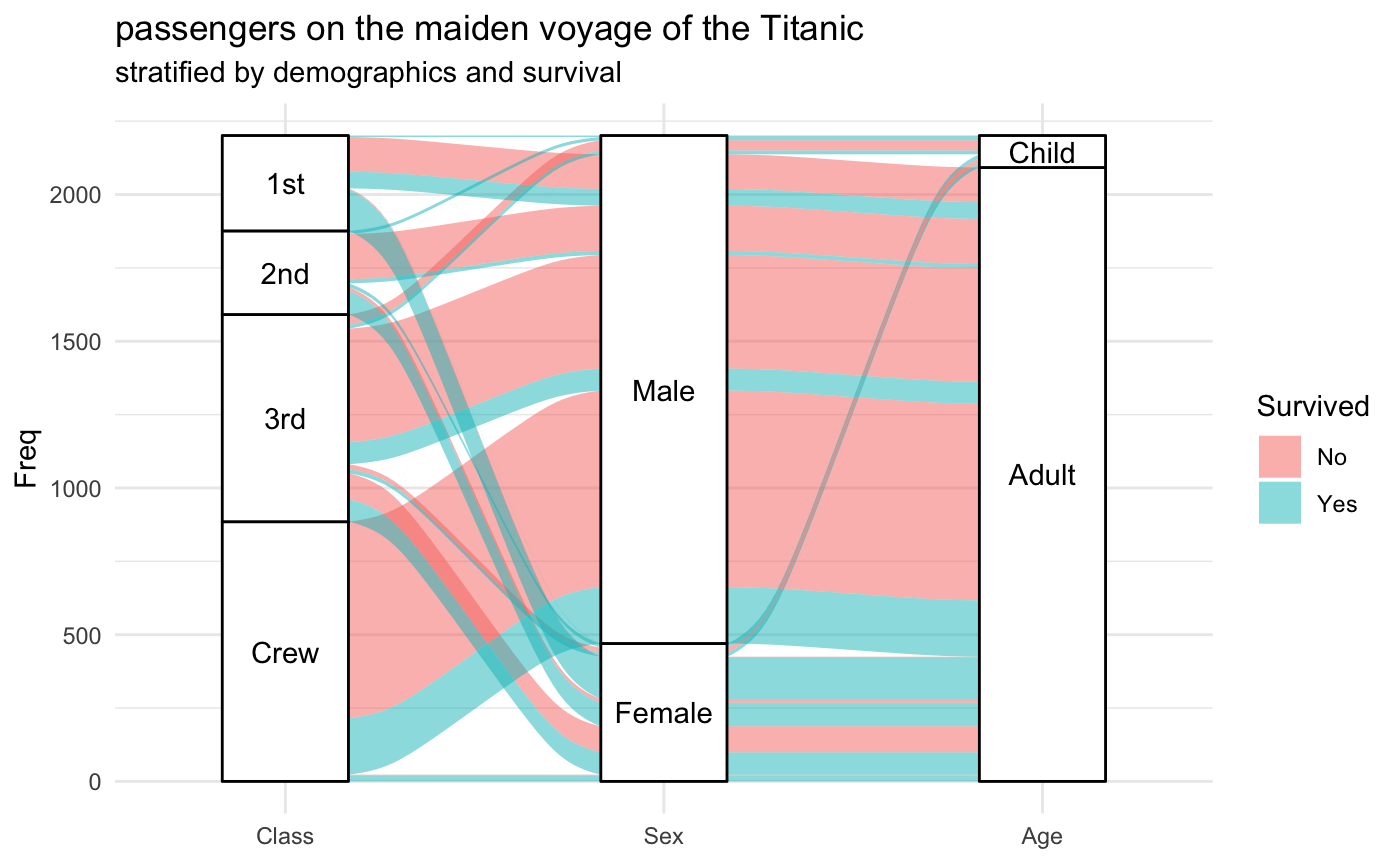 passengers on the maiden voyage of the Titanic
stratified by demographics and survival
Freq
2000
1500
1000
500
0
1st
2nd
3rd
Crew
Male
Female
Child
Adult
Class
Sex
Age
Survived
No
Yes